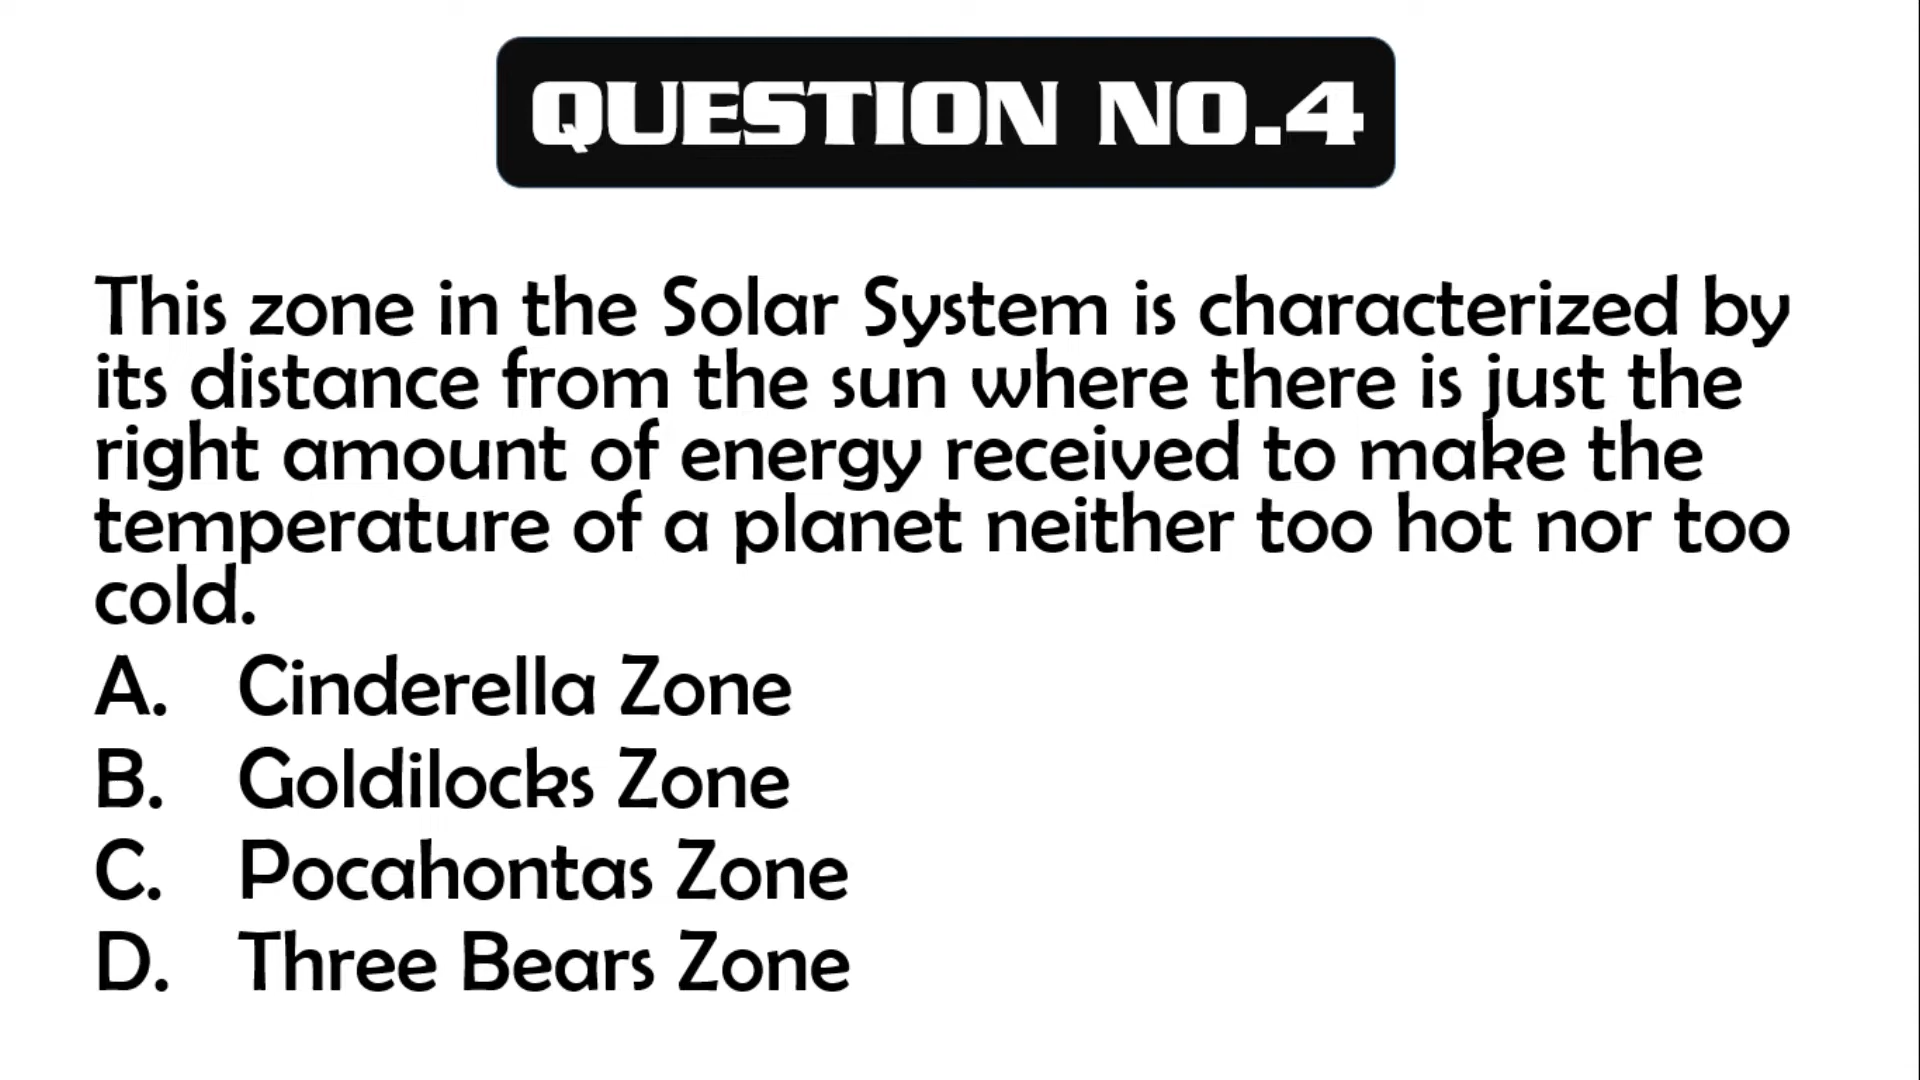 QUESTION NO.4
This zone in the Solar System is characterized by
its distance from the sun where there is just the
right amount of energy received to make the
temperature of a planet neither too hot nor too
cold.
A. Cinderella Zone
B. Goldilocks Zone
C. Pocahontas Zone
D. Three Bears Zone